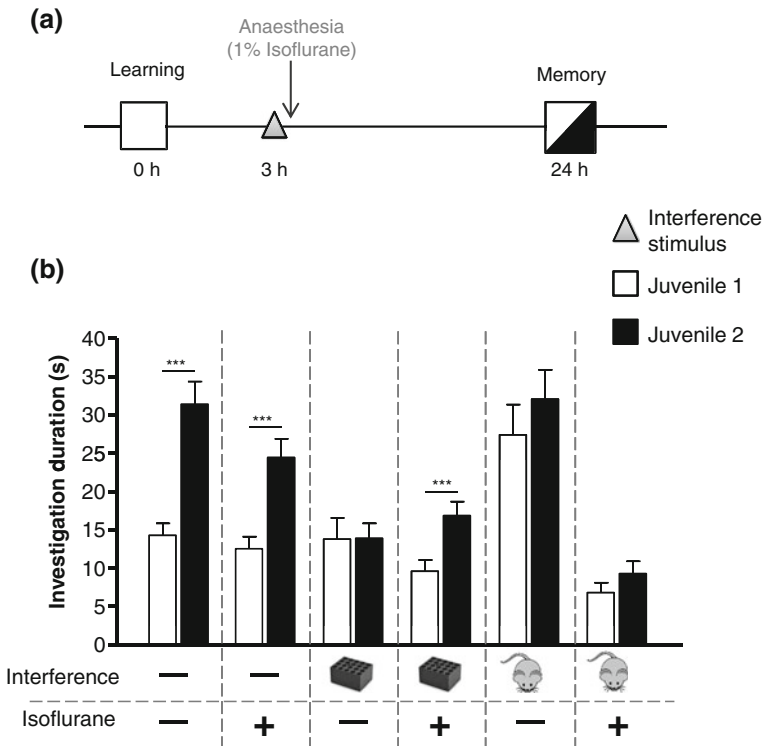 (a)
Anaesthesia
(1% Isoflurane)
Learning
Memory
0 h
3 h
24 h
Interference
stimulus
Juvenile 1
Juvenile 2
(b)
Investigation duration (s)
40
35
30
25
20
15
10
5
0
***
***
***
Interference — —
Isoflurane — + — + — +